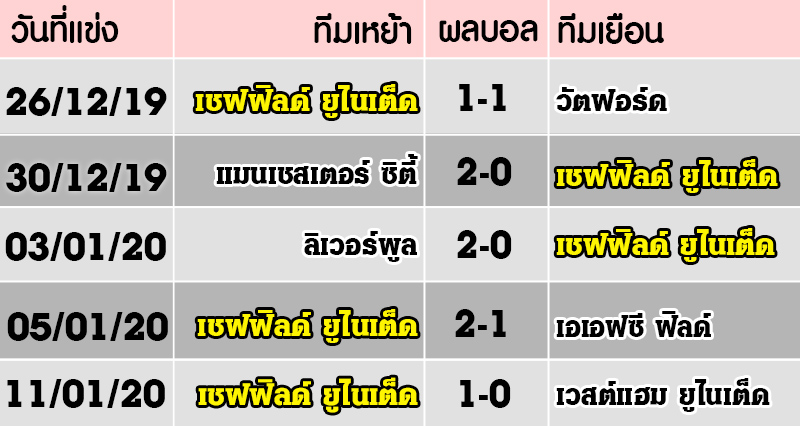 วันที่แข่ง ทีมเหย้า ผลบอล ทีมเยือน
26/12/19 เชฟฟิลด์ ยูไนเต็ด 1-1 วัตฟอร์ด
30/12/19 แมนเชสเตอร์ ซิตี้ 2-0 เชฟฟิลด์ ยูไนเต็ด
03/01/20 ลิเวอร์พูล 2-0 เชฟฟิลด์ ยูไนเต็ด
05/01/20 เชฟฟิลด์ ยูไนเต็ด 2-1 เอเอฟซี ฟิลด์
11/01/20 เชฟฟิลด์ ยูไนเต็ด 1-0 เวสต์แฮม ยูไนเต็ด